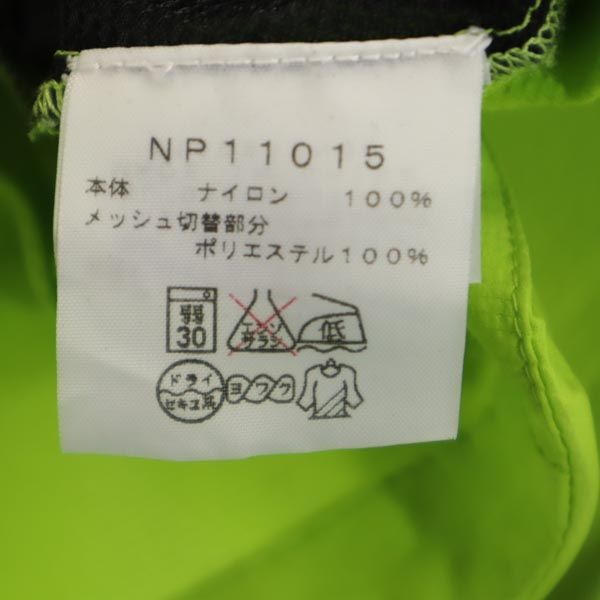 NP11015
本体 ナイロン 100%
メッシュ切替部分
ポリエステル100%
弱
30
エンソ
サラシ
低
ドライ
セキユ系
ヨワク